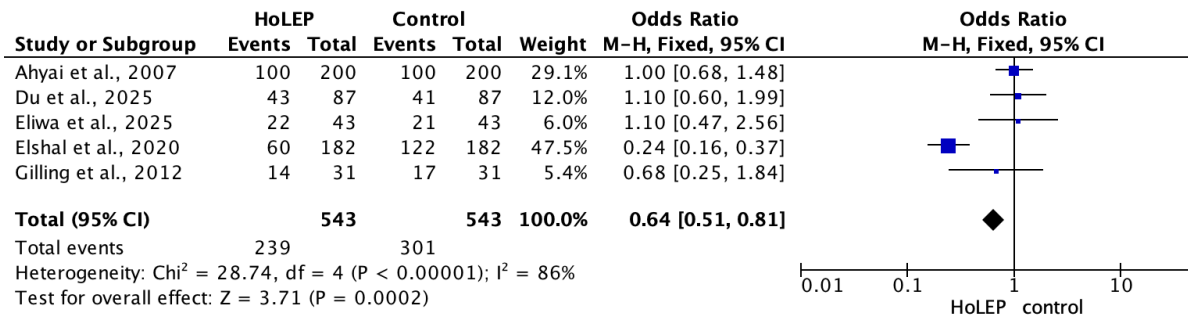 HoLEP Control Odds Ratio Odds Ratio
Study or Subgroup Events Total Events Total Weight M-H, Fixed, 95% CI M-H, Fixed, 95% CI
Ahyai et al., 2007 100 200 100 200 29.1% 1.00 [0.68, 1.48]
Du et al., 2025 43 87 41 87 12.0% 1.10 [0.60, 1.99]
Eliwa et al., 2025 22 43 21 43 6.0% 1.10 [0.47, 2.56]
Elshal et al., 2020 60 182 122 182 47.5% 0.24 [0.16, 0.37]
Gilling et al., 2012 14 31 17 31 5.4% 0.68 [0.25, 1.84]
Total (95% CI) 543 543 100.0% 0.64 [0.51, 0.81]
Total events 239 301
Heterogeneity: Chi² = 28.74, df = 4 (P < 0.00001); I² = 86%
Test for overall effect: Z = 3.71 (P = 0.0002)
0.01 0.1 1 10
HoLEP control